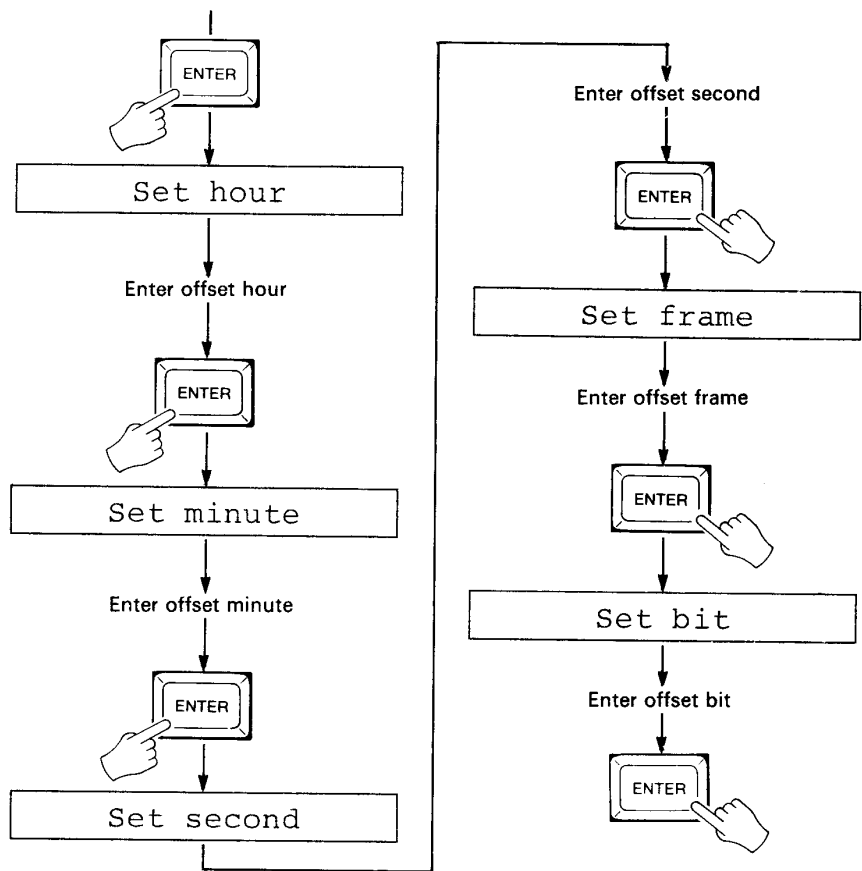 ENTER
Set hour
Enter offset hour
ENTER
Set minute
Enter offset minute
ENTER
Set second
Enter offset second
ENTER
Set frame
Enter offset frame
ENTER
Set bit
Enter offset bit
ENTER